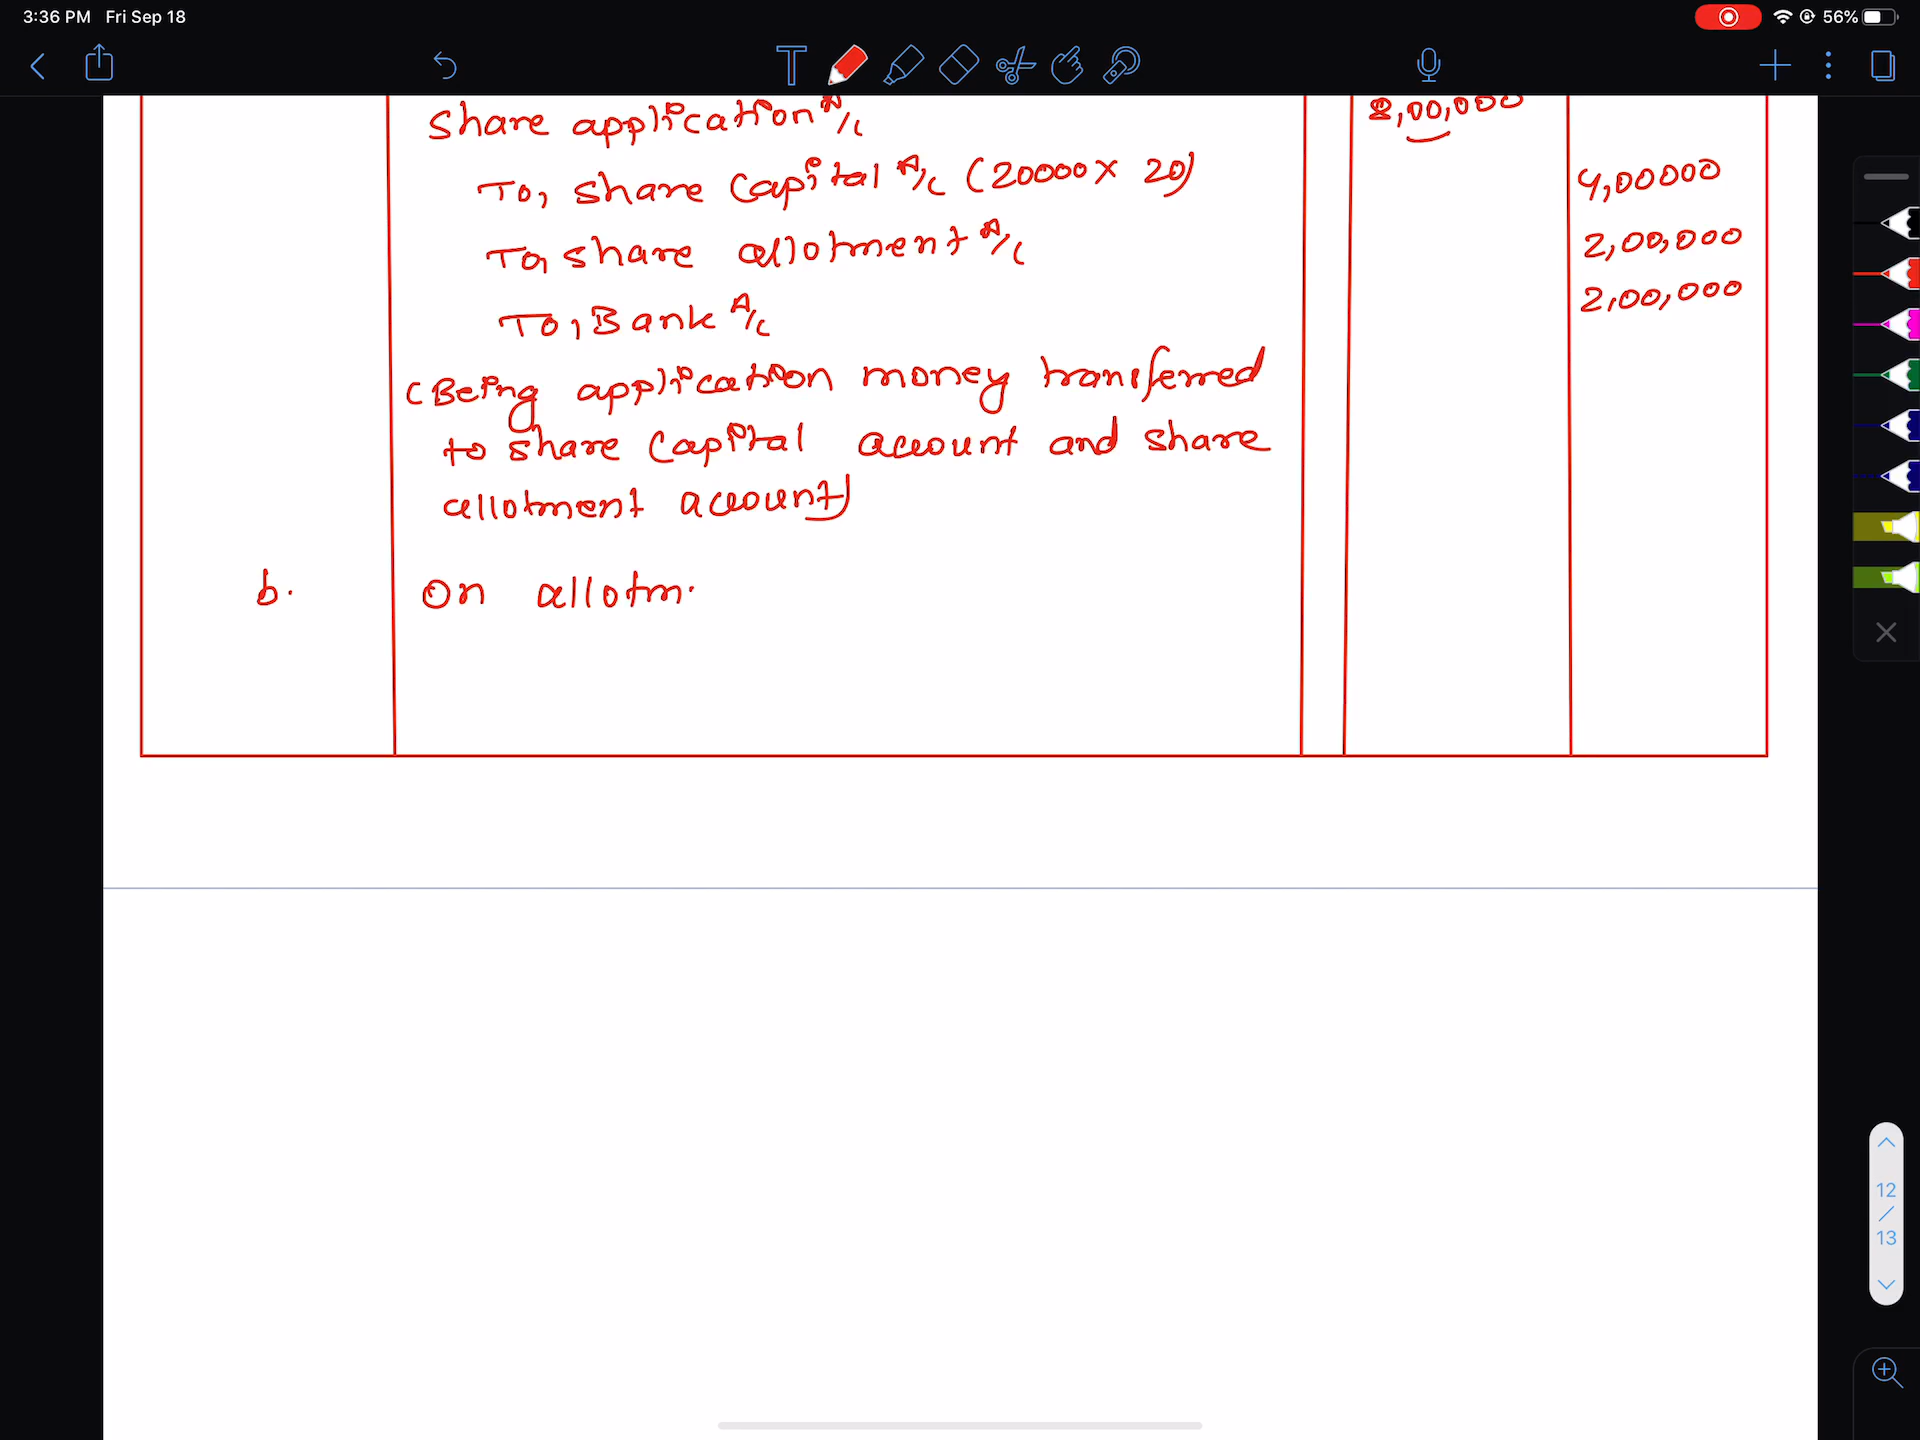 3:36 PM Fri Sep 18
56%
Share application A/c 8,00,000
To, share Capital A/c (20000 x 20) 4,00000
To, share allotment A/c 2,00,000
To, Bank A/c 2,00,000
(Being application money transferred
to share capital account and share
allotment account)
b. On allotm.
12
/
13